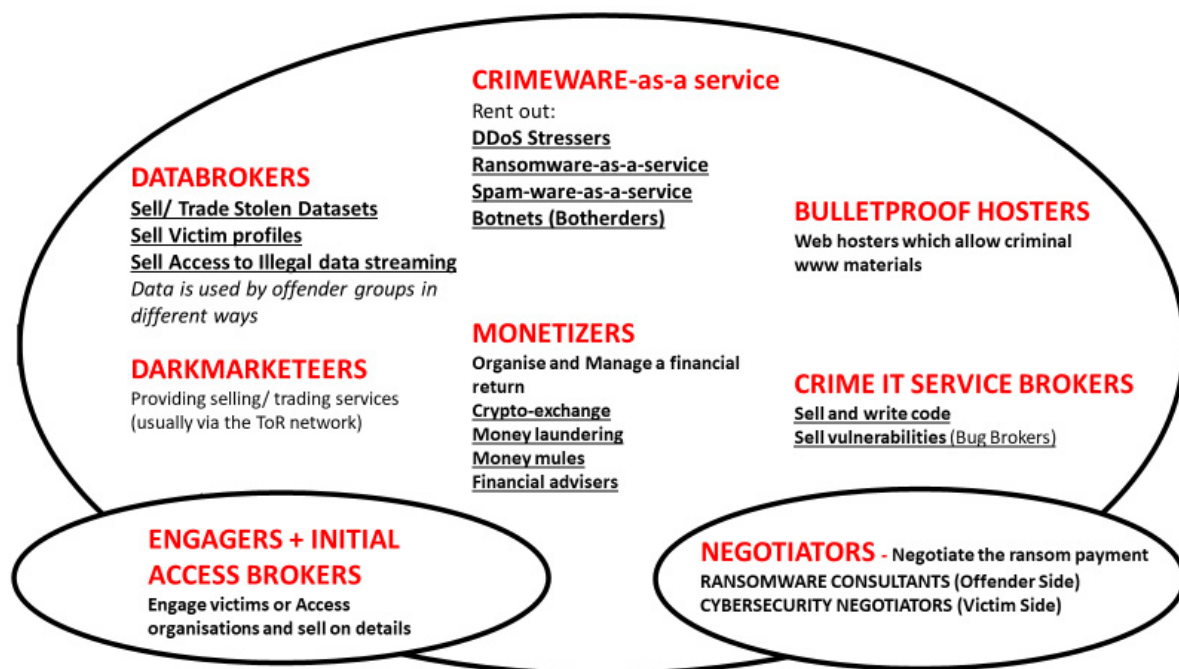 CRIMEWARE-as-a service
Rent out:
DDoS Stressers
Ransomware-as-a-service
Spam-ware-as-a-service
Botnets (Botherders)
DATABROKERS
Sell/ Trade Stolen Datasets
Sell Victim profiles
Sell Access to Illegal data streaming
Data is used by offender groups in
different ways
BULLETPROOF HOSTERS
Web hosters which allow criminal
www materials
DARKMARKETEERS
Providing selling/ trading services
(usually via the ToR network)
MONETIZERS
Organise and Manage a financial
return
Crypto-exchange
Money laundering
Money mules
Financial advisers
CRIME IT SERVICE BROKERS
Sell and write code
Sell vulnerabilities (Bug Brokers)
ENGAGERS + INITIAL
ACCESS BROKERS
Engage victims or Access
organisations and sell on details
NEGOTIATORS - Negotiate the ransom payment
RANSOMWARE CONSULTANTS (Offender Side)
CYBERSECURITY NEGOTIATORS (Victim Side)